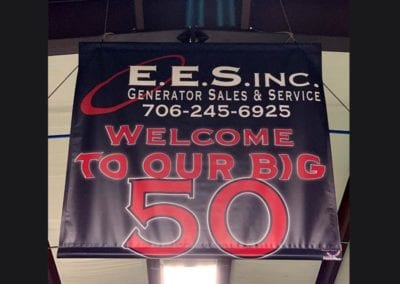 E.E.S. INC.
GENERATOR SALES & SERVICE
706-245-6925
WELCOME
TO OUR BIG
50